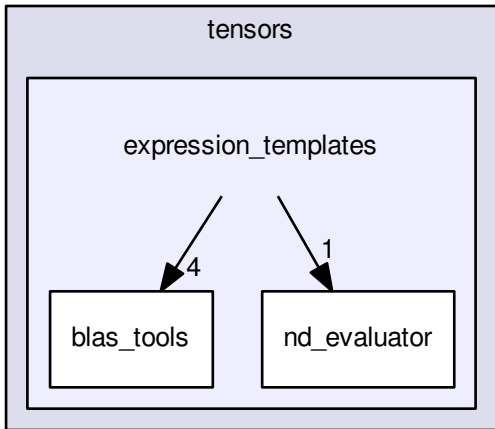 tensors
expression_templates
4
1
blas_tools
nd_evaluator